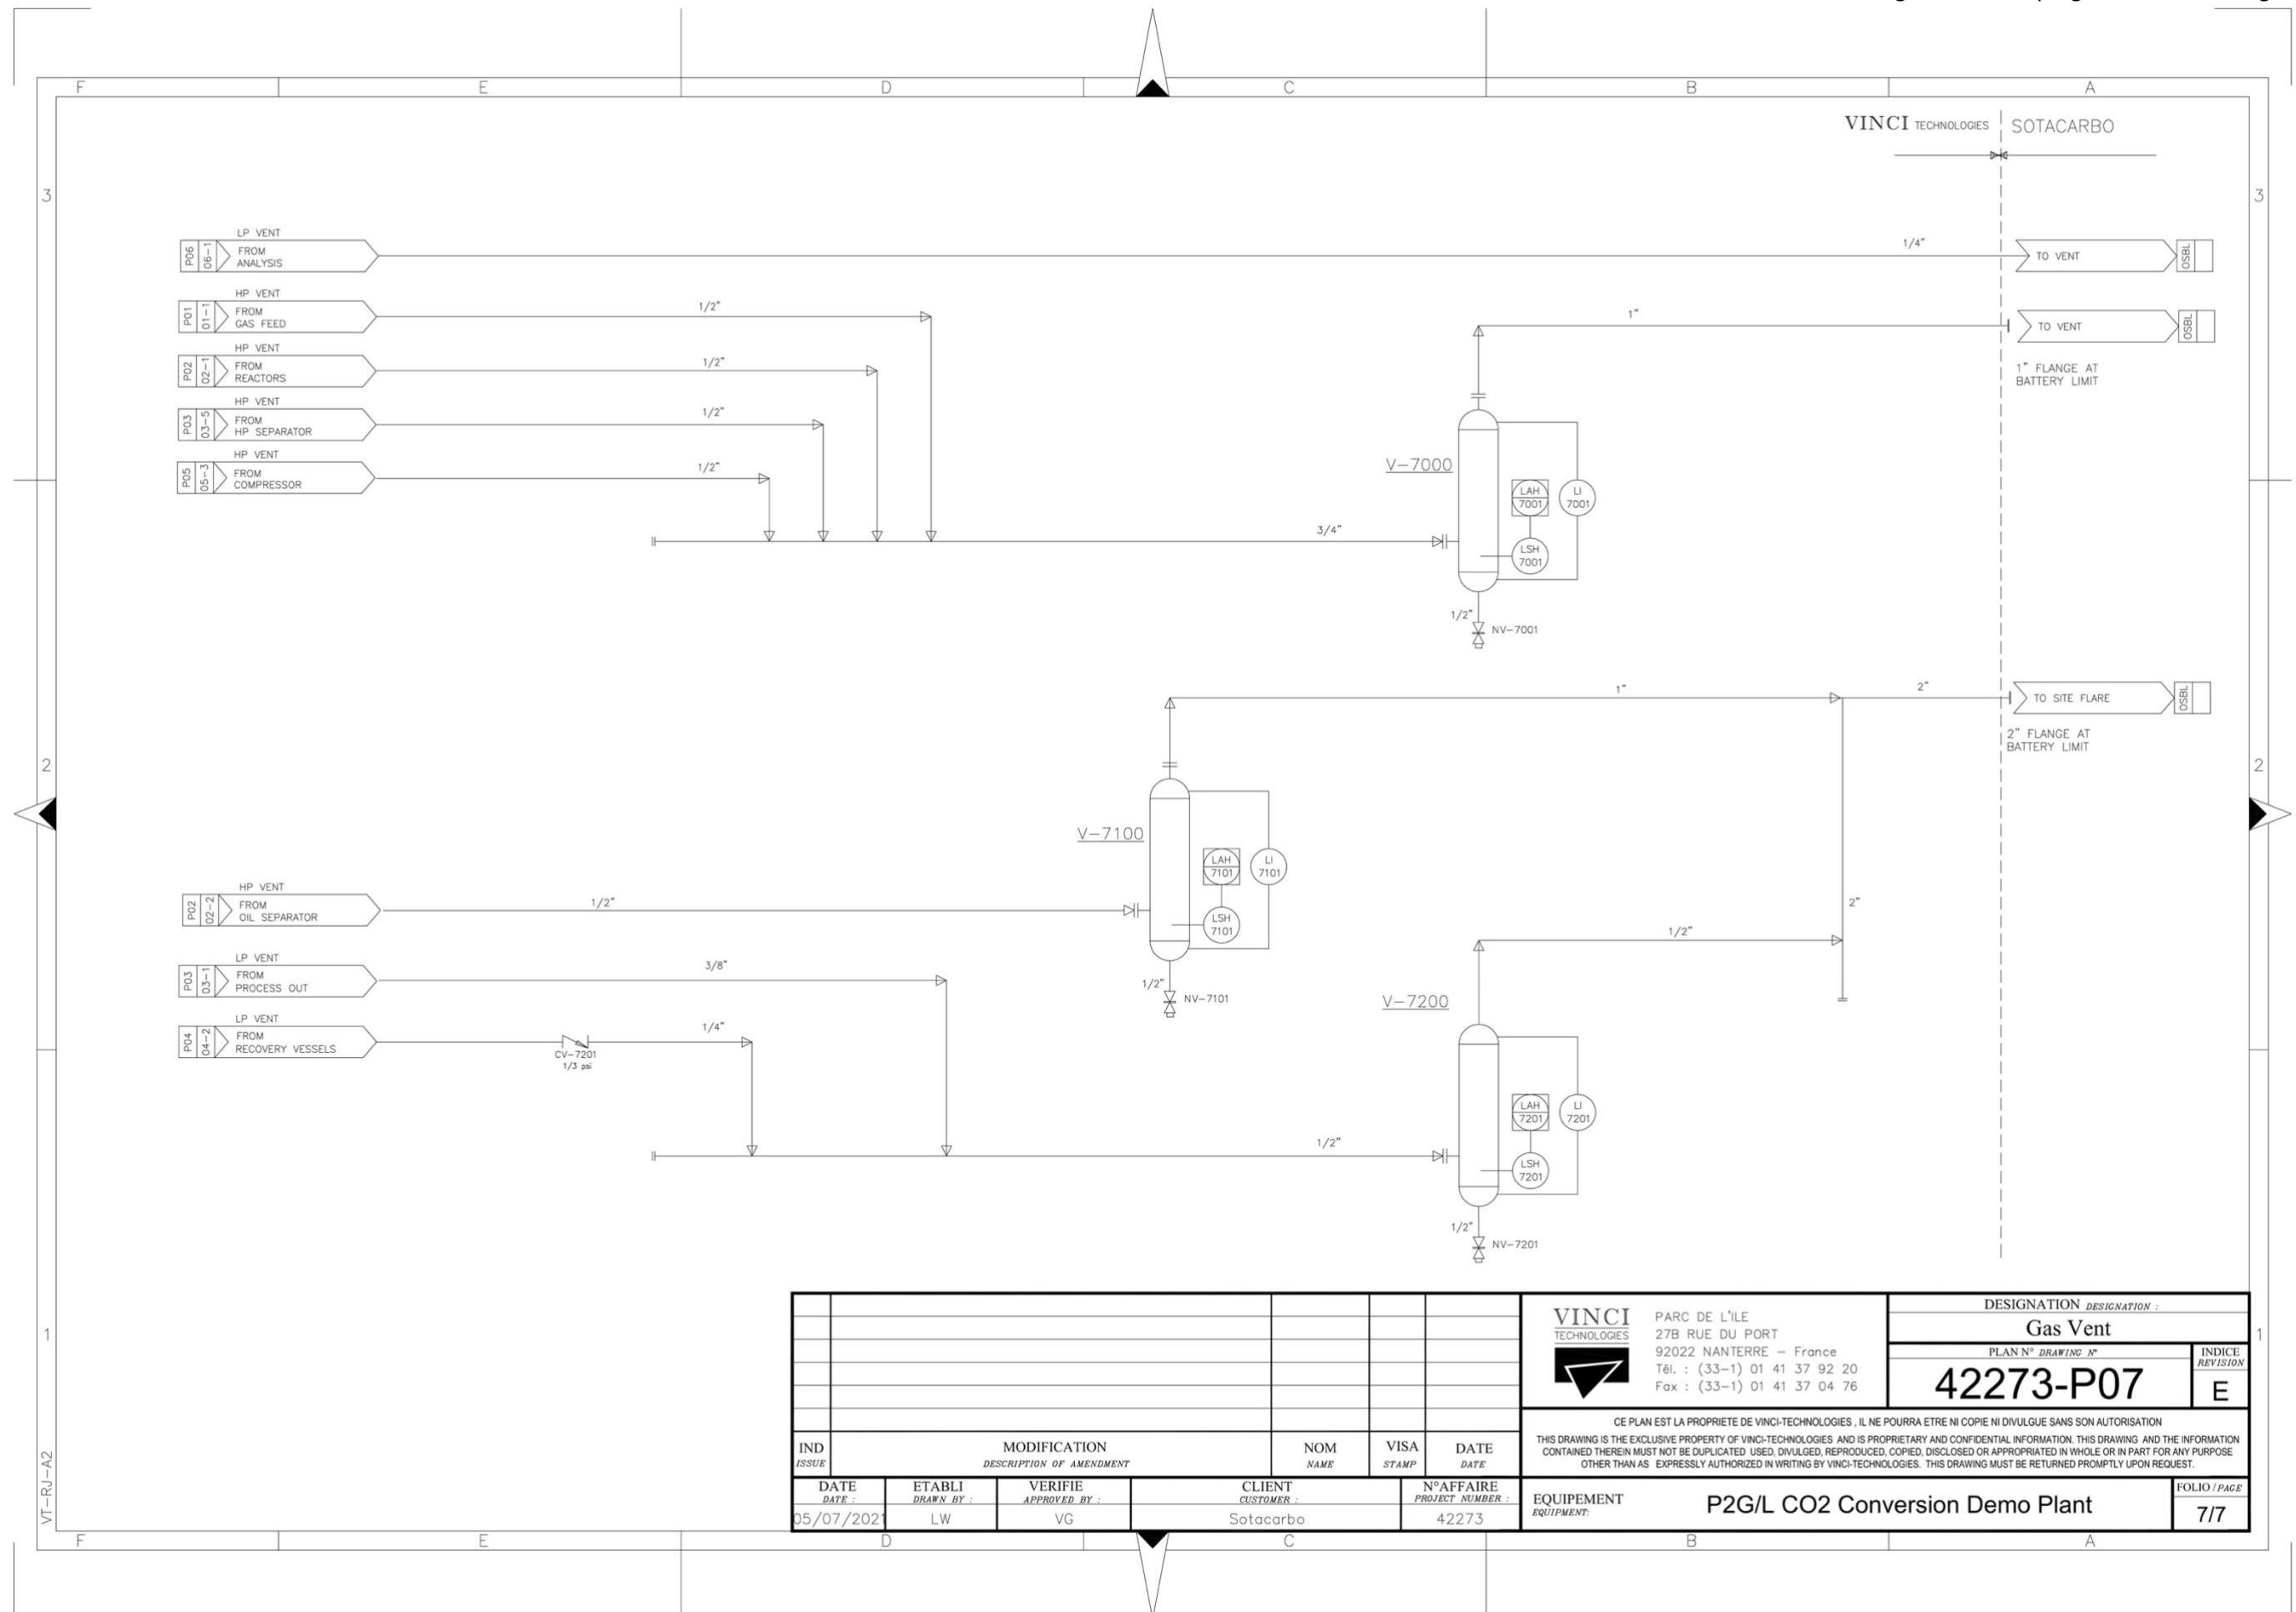 F E D C B A
VINCI TECHNOLOGIES SOTACARBO
3 3
LP VENT
P06 06-1 FROM
ANALYSIS
1/4"
TO VENT OSBL
HP VENT
P01 01-1 FROM
GAS FEED
1/2"
1"
TO VENT OSBL
1" FLANGE AT
BATTERY LIMIT
HP VENT
P02 02-1 FROM
REACTORS
1/2"
HP VENT
P03 03-5 FROM
HP SEPARATOR
1/2"
HP VENT
P05 05-3 FROM
COMPRESSOR
1/2"
V-7000
LAH
7001
LI
7001
3/4"
LSH
7001
1/2"
NV-7001
1"
2"
TO SITE FLARE OSBL
2" FLANGE AT
BATTERY LIMIT
2 2
V-7100
LAH
7101
LI
7101
HP VENT
P02 02-2 FROM
OIL SEPARATOR
1/2"
LSH
7101
2"
1/2"
LP VENT
P03 03-1 FROM
PROCESS OUT
3/8"
1/2"
NV-7101
V-7200
LP VENT
P04 04-2 FROM
RECOVERY VESSELS
CV-7201
1/3 psi
1/4"
LAH
7201
LI
7201
1/2"
LSH
7201
1/2"
NV-7201
1 1
VINCI
TECHNOLOGIES
PARC DE L'ILE
27B RUE DU PORT
92022 NANTERRE – France
Tél. : (33-1) 01 41 37 92 20
Fax : (33-1) 01 41 37 04 76
DESIGNATION DESIGNATION :
Gas Vent
PLAN N° DRAWING N°
42273-P07
INDICE
REVISION
E
CE PLAN EST LA PROPRIETE DE VINCI-TECHNOLOGIES , IL NE POURRA ETRE NI COPIE NI DIVULGUE SANS SON AUTORISATION
THIS DRAWING IS THE EXCLUSIVE PROPERTY OF VINCI-TECHNOLOGIES AND IS PROPRIETARY AND CONFIDENTIAL INFORMATION. THIS DRAWING AND THE INFORMATION
CONTAINED THEREIN MUST NOT BE DUPLICATED USED, DIVULGED, REPRODUCED, COPIED, DISCLOSED OR APPROPRIATED IN WHOLE OR IN PART FOR ANY PURPOSE
OTHER THAN AS EXPRESSLY AUTHORIZED IN WRITING BY VINCI-TECHNOLOGIES. THIS DRAWING MUST BE RETURNED PROMPTLY UPON REQUEST.
IND
ISSUE
MODIFICATION
DESCRIPTION OF AMENDMENT
NOM
NAME
VISA
STAMP
DATE
DATE
DATE
DATE :
05/07/2021
ETABLI
DRAWN BY :
LW
VERIFIE
APPROVED BY :
VG
CLIENT
CUSTOMER :
Sotacarbo
N°AFFAIRE
PROJECT NUMBER :
42273
EQUIPEMENT
EQUIPMENT:
P2G/L CO2 Conversion Demo Plant
FOLIO / PAGE
7/7
VT-RJ-A2
F E D C B A